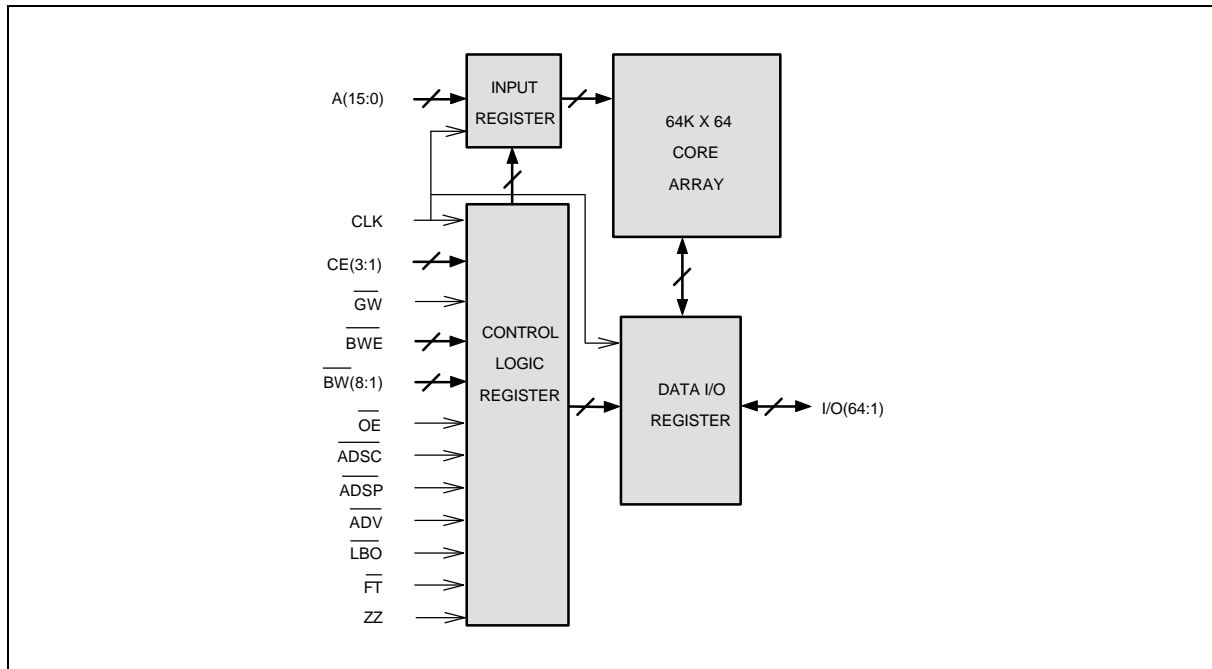 A(15:0)
INPUT
REGISTER
64K X 64
CORE
ARRAY
CLK
CE(3:1)
GW
BWE
BW(8:1)
OE
ADSC
ADSP
ADV
LBO
FT
ZZ
CONTROL
LOGIC
REGISTER
DATA I/O
REGISTER
I/O(64:1)